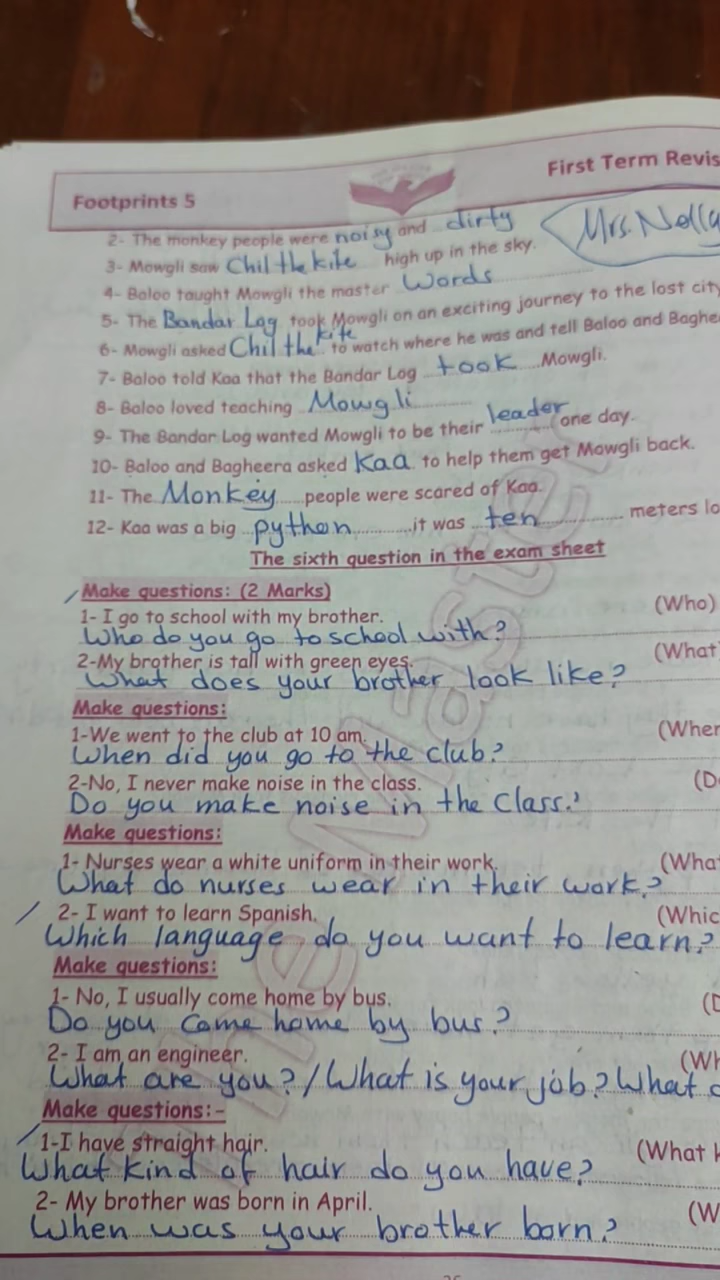 First Term Revis
Footprints 5
Mrs. Nelly
2- The monkey people were noisy and dirty
3- Mowgli saw Chil the kite high up in the sky.
4- Baloo taught Mowgli the master Words
5- The Bandar Log took Mowgli on an exciting journey to the lost city
6- Mowgli asked Chil the kite to watch where he was and tell Baloo and Baghe
7- Baloo told Kaa that the Bandar Log took Mowgli.
8- Baloo loved teaching Mowgli
9- The Bandar Log wanted Mowgli to be their leader one day.
10- Baloo and Bagheera asked Kaa to help them get Mowgli back.
11- The Monkey people were scared of Kaa.
12- Kaa was a big python it was ten meters lo
The sixth question in the exam sheet
Make questions: (2 Marks)
1- I go to school with my brother. (Who)
Who do you go to school with?
2-My brother is tall with green eyes. (What
What does your brother look like?
Make questions:
1-We went to the club at 10 am. (When
When did you go to the club?
2-No, I never make noise in the class. (D
Do you make noise in the class?
Make questions:
1- Nurses wear a white uniform in their work. (What
What do nurses wear in their work?
2- I want to learn Spanish. (Whic
Which language do you want to learn?
Make questions:
1- No, I usually come home by bus. (D
Do you come home by bus?
2- I am an engineer. (Wh
What are you? / What is your job? What d
Make questions:-
1-I have straight hair. (What k
What kind of hair do you have?
2- My brother was born in April. (W
When was your brother born?
The Master